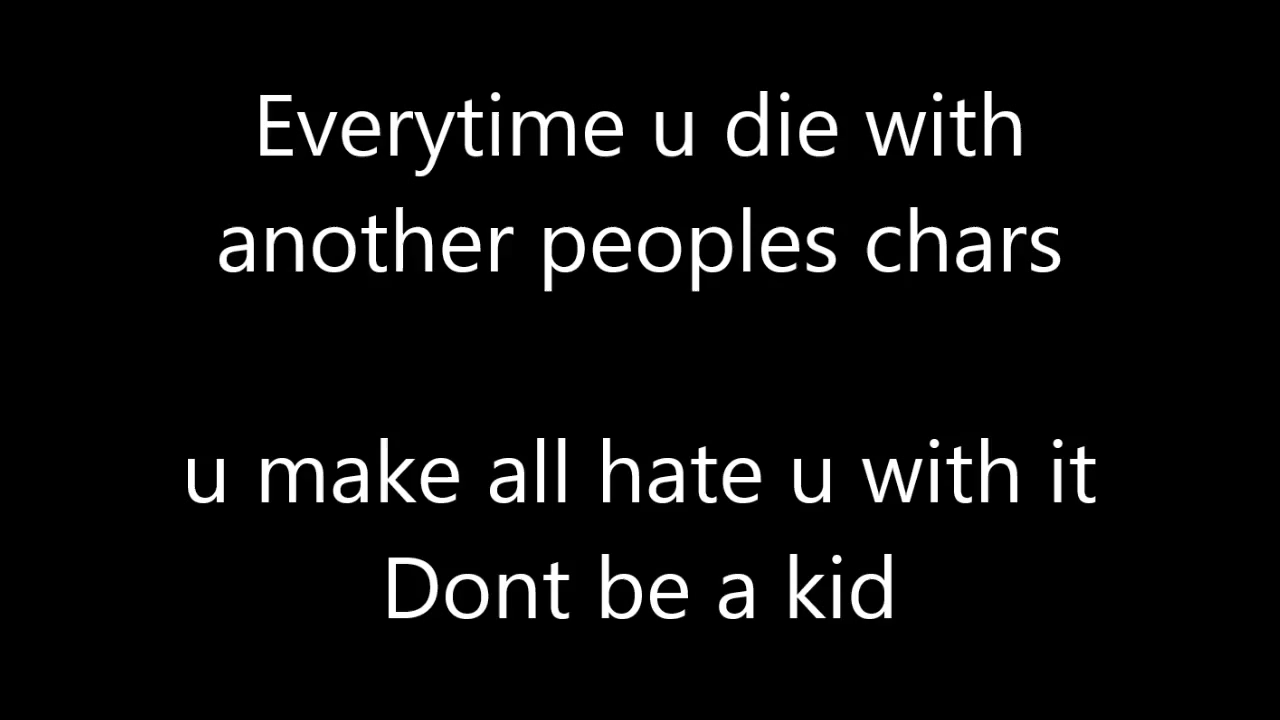 Everytime u die with
another peoples chars
u make all hate u with it
Dont be a kid